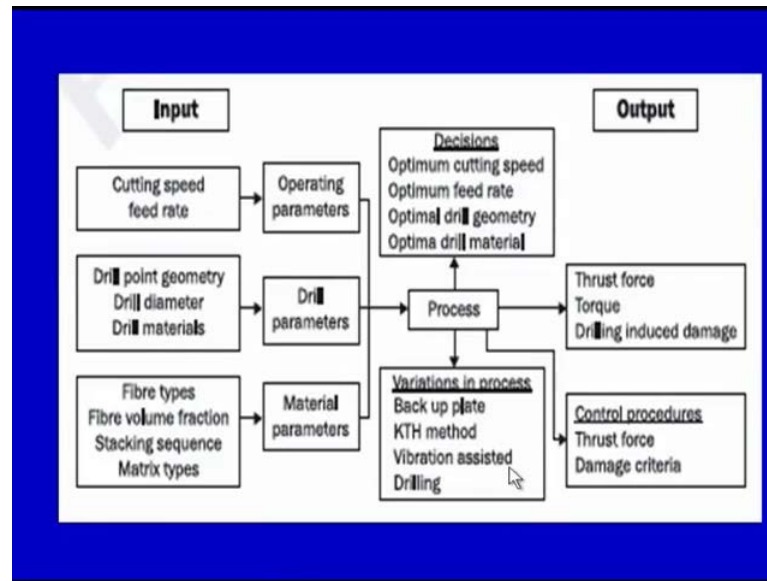 Input
Output
Cutting speed
feed rate
Operating
parameters
Decisions
Optimum cutting speed
Optimum feed rate
Optimal drill geometry
Optima drill material
Drill point geometry
Drill diameter
Drill materials
Drill
parameters
Process
Thrust force
Torque
Drilling induced damage
Fibre types
Fibre volume fraction
Stacking sequence
Matrix types
Material
parameters
Variations in process
Back up plate
KTH method
Vibration assisted
Drilling
Control procedures
Thrust force
Damage criteria